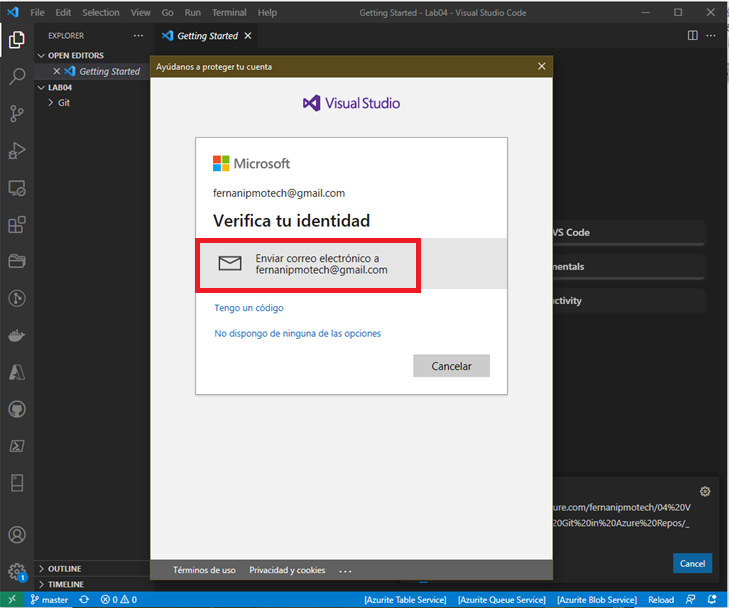 File Edit Selection View Go Run Terminal Help Getting Started - Lab04 - Visual Studio Code
EXPLORER
Getting Started
OPEN EDITORS
Getting Started
LAB04
Git
Ayúdanos a proteger tu cuenta
Visual Studio
Microsoft
fernanipmotech@gmail.com
Verifica tu identidad
Enviar correo electrónico a
fernanipmotech@gmail.com
Tengo un código
No dispongo de ninguna de las opciones
Cancelar
Términos de uso Privacidad y cookies ...
VS Code
mentals
ctivity
ure.com/fernanipmotech/04%20V
20Git%20in%20Azure%20Repos/_
Cancel
OUTLINE
TIMELINE
1
master 0 0 [Azurite Table Service] [Azurite Queue Service] [Azurite Blob Service] Reload